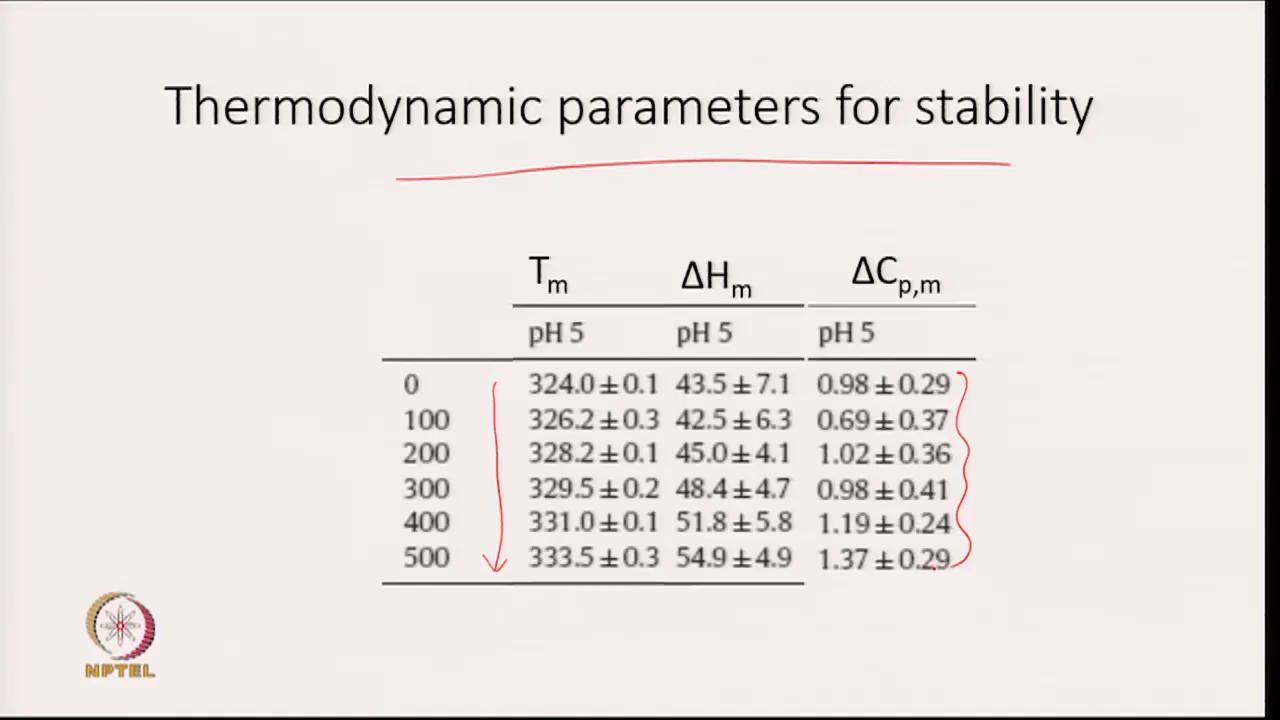 Thermodynamic parameters for stability
Tm ΔHm ΔCp,m
pH 5 pH 5 pH 5
0 324.0 ± 0.1 43.5 ± 7.1 0.98 ± 0.29
100 326.2 ± 0.3 42.5 ± 6.3 0.69 ± 0.37
200 328.2 ± 0.1 45.0 ± 4.1 1.02 ± 0.36
300 329.5 ± 0.2 48.4 ± 4.7 0.98 ± 0.41
400 331.0 ± 0.1 51.8 ± 5.8 1.19 ± 0.24
500 333.5 ± 0.3 54.9 ± 4.9 1.37 ± 0.29
NPTEL